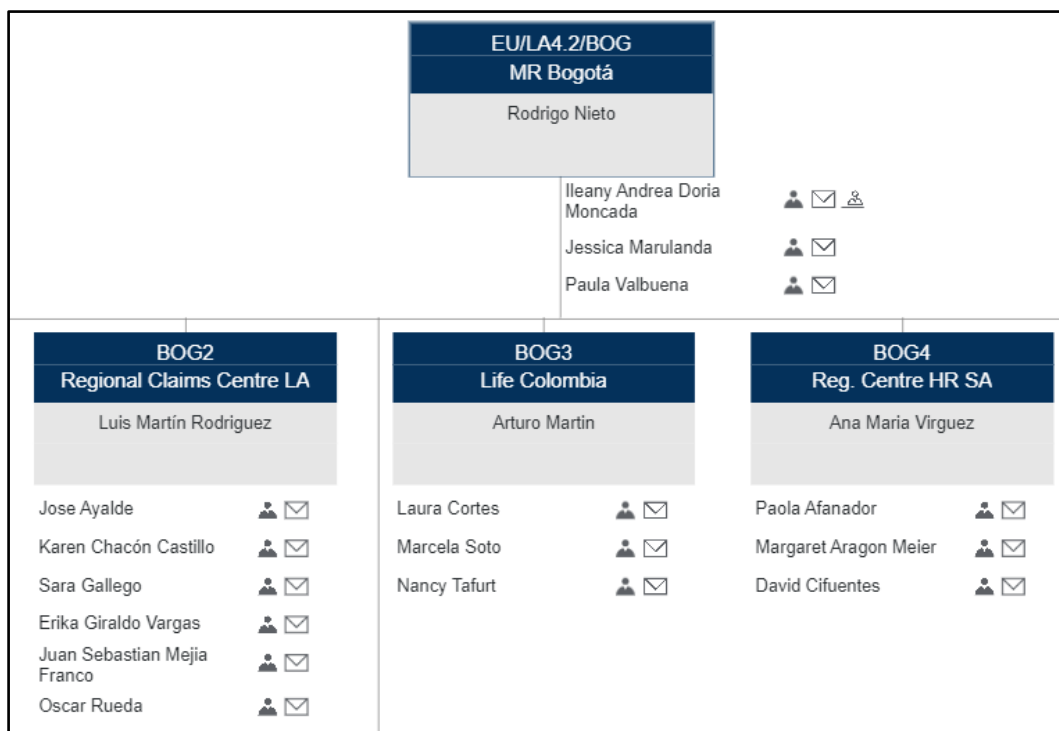 EU/LA4.2/BOG
MR Bogotá
Rodrigo Nieto
Ileany Andrea Doria
Moncada
Jessica Marulanda
Paula Valbuena
BOG2
Regional Claims Centre LA
Luis Martín Rodriguez
Jose Ayalde
Karen Chacón Castillo
Sara Gallego
Erika Giraldo Vargas
Juan Sebastian Mejia
Franco
Oscar Rueda
BOG3
Life Colombia
Arturo Martin
Laura Cortes
Marcela Soto
Nancy Tafurt
BOG4
Reg. Centre HR SA
Ana Maria Virguez
Paola Afanador
Margaret Aragon Meier
David Cifuentes